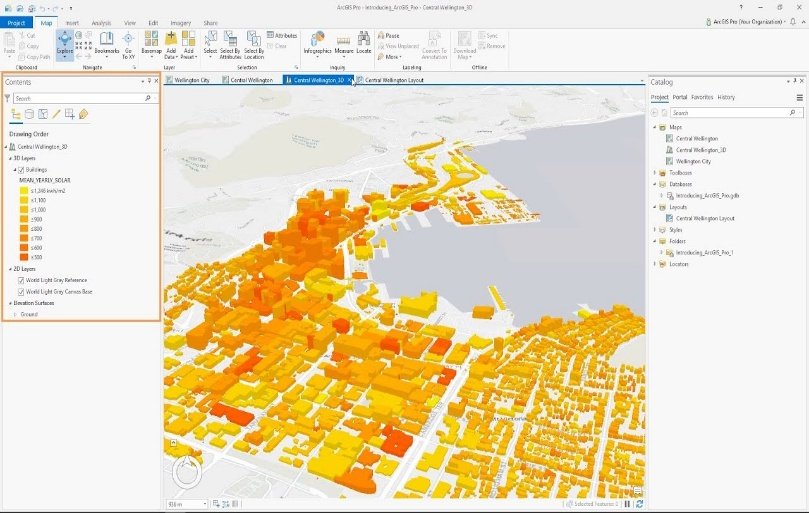 ArcGIS Pro - Introducing_ArcGIS_Pro - Central Wellington_3D
Project Map Insert Analysis View Edit Imagery Share
ArcGIS Pro (Your Organization)
Cut
Copy
Copy Path
Paste
Explore
Bookmarks
Go To XY
Basemap
Add Data
Add Preset
Select
Select By Attributes
Select By Location
Attributes
Clear
Infographics
Measure
Locate
Pause
View Unplaced
More
Convert to Annotation
Download Map
Sync
Remove
Clipboard Navigate Layer Selection Inquiry Labeling Offline
Contents
Search
Drawing Order
Central Wellington_3D
3D Layers
Buildings
MEAN_YEARLY_SOLAR
≤1,100
≤1,000
≤900
≤800
≤700
≤600
≤500
2D Layers
World Light Gray Reference
World Light Gray Canvas Base
Elevation Surfaces
Ground
Wellington City
Central Wellington
Central Wellington 3D
Central Wellington Layout
938 m
Selected Features: 0
Catalog
Project Portal Favorites History
Search
Maps
Central Wellington
Central Wellington_3D
Wellington City
Toolboxes
Databases
Introducing_ArcGIS_Pro.gdb
Layouts
Central Wellington Layout
Styles
Folders
Introducing_ArcGIS_Pro_1
Locators